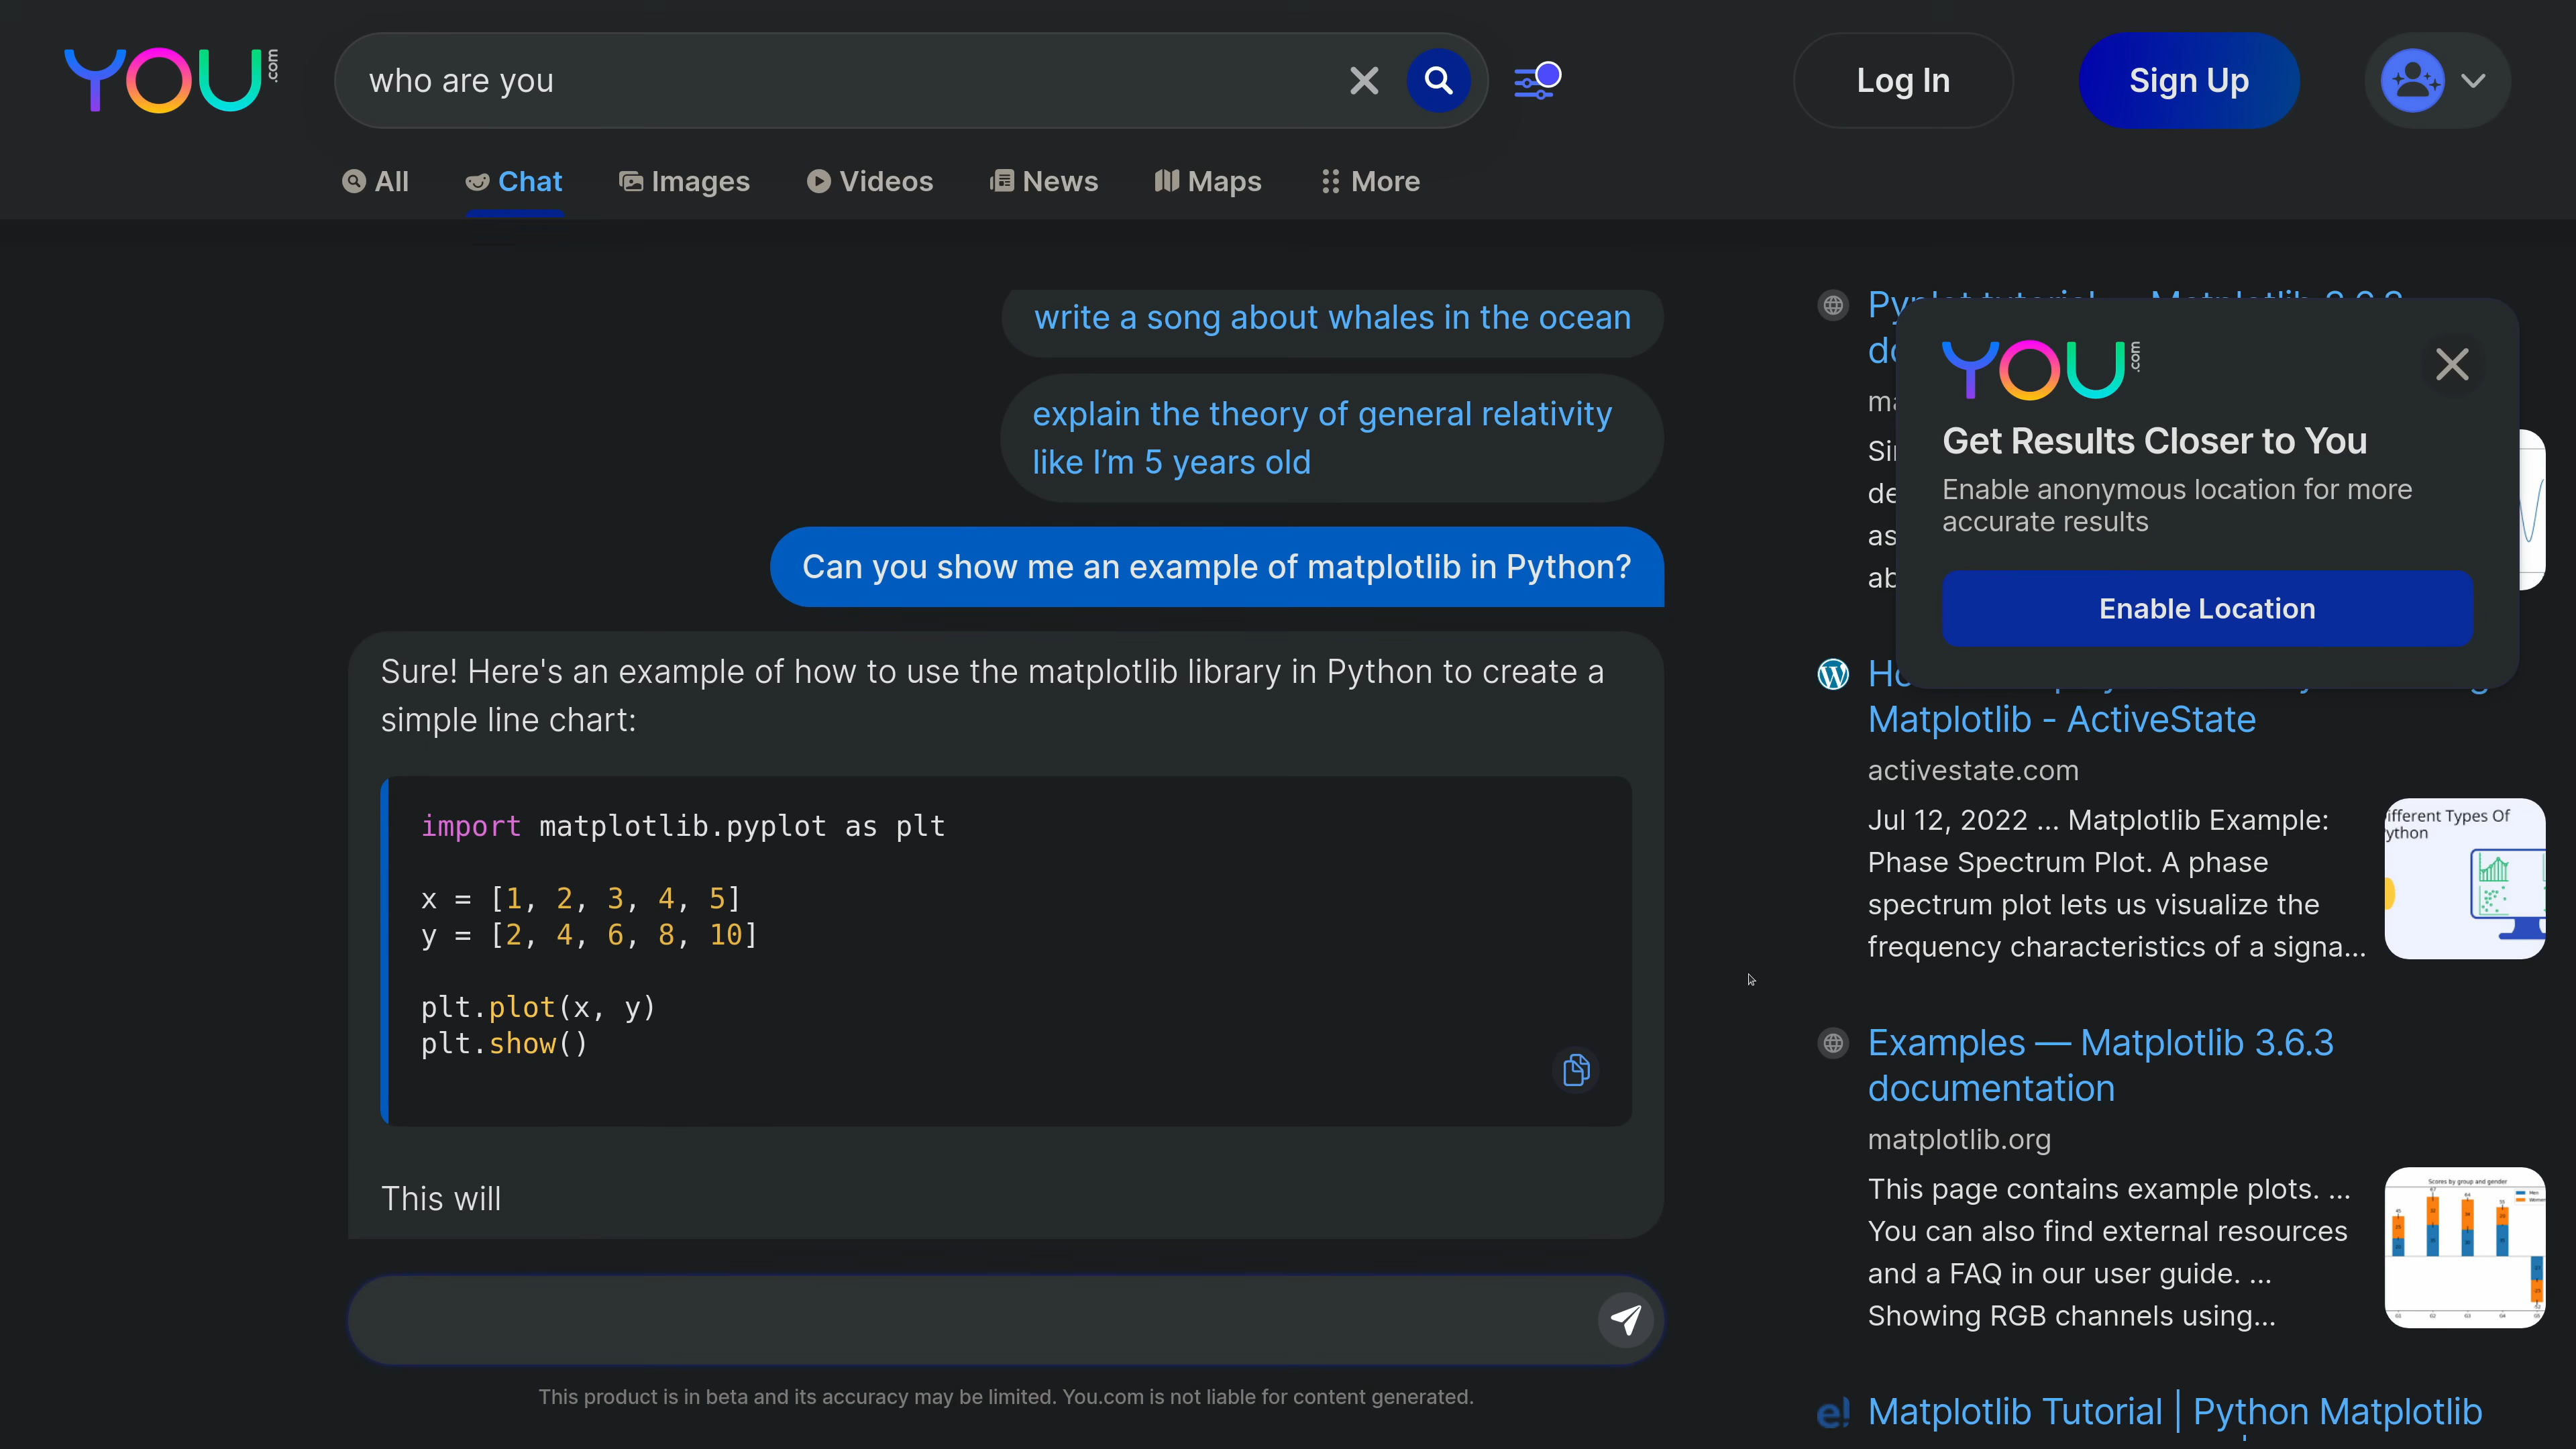 YOU.com
who are you
Log In
Sign Up
All
Chat
Images
Videos
News
Maps
More
write a song about whales in the ocean
explain the theory of general relativity
like I'm 5 years old
Can you show me an example of matplotlib in Python?
Sure! Here's an example of how to use the matplotlib library in Python to create a
simple line chart:
import matplotlib.pyplot as plt
x = [1, 2, 3, 4, 5]
y = [2, 4, 6, 8, 10]
plt.plot(x, y)
plt.show()
This will
This product is in beta and its accuracy may be limited. You.com is not liable for content generated.
YOU.com
Get Results Closer to You
Enable anonymous location for more
accurate results
Enable Location
Matplotlib - ActiveState
activestate.com
Jul 12, 2022 ... Matplotlib Example:
Phase Spectrum Plot. A phase
spectrum plot lets us visualize the
frequency characteristics of a signa...
ifferent Types Of
ython
Examples — Matplotlib 3.6.3
documentation
matplotlib.org
This page contains example plots. ...
You can also find external resources
and a FAQ in our user guide. ...
Showing RGB channels using...
Scores by group and gender
e!
Matplotlib Tutorial | Python Matplotlib